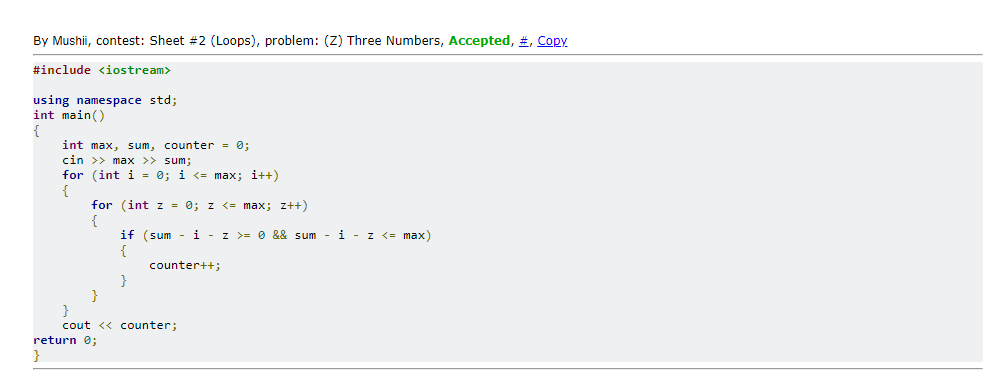 By Mushii, contest: Sheet #2 (Loops), problem: (Z) Three Numbers, Accepted, #, Copy
#include <iostream>
using namespace std;
int main()
{
int max, sum, counter = 0;
cin >> max >> sum;
for (int i = 0; i <= max; i++)
{
for (int z = 0; z <= max; z++)
{
if (sum - i - z >= 0 && sum - i - z <= max)
{
counter++;
}
}
}
cout << counter;
return 0;
}